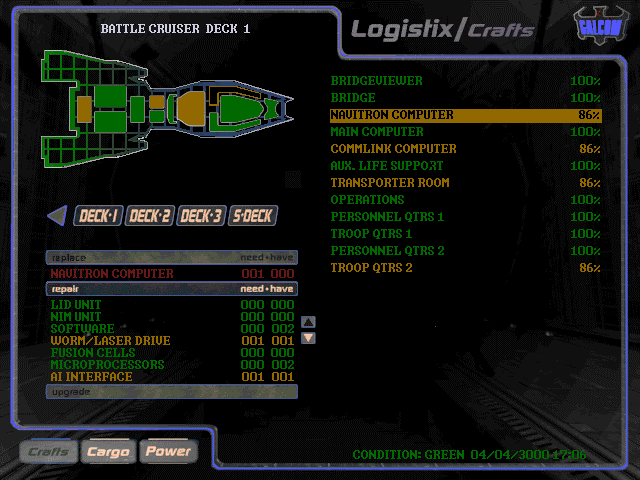 BATTLE CRUISER DECK 1
Logistix/Crafts
GALCOM
BRIDGEVIEWER 100%
BRIDGE 100%
NAVITRON COMPUTER 86%
MAIN COMPUTER 100%
COMMLINK COMPUTER 86%
AUX. LIFE SUPPORT 100%
TRANSPORTER ROOM 86%
OPERATIONS 100%
PERSONNEL QTRS 1 100%
TROOP QTRS 1 100%
PERSONNEL QTRS 2 100%
TROOP QTRS 2 86%
DECK•1 DECK•2 DECK•3 S•DECK
replace need•have
NAVITRON COMPUTER 001 000
repair need•have
LID UNIT 000 000
NIM UNIT 000 000
SOFTWARE 000 002
WORM/LASER DRIVE 001 001
FUSION CELLS 000 000
MICROPROCESSORS 000 002
AI INTERFACE 001 001
upgrade
Crafts Cargo Power
CONDITION: GREEN 04/04/3000 17:06